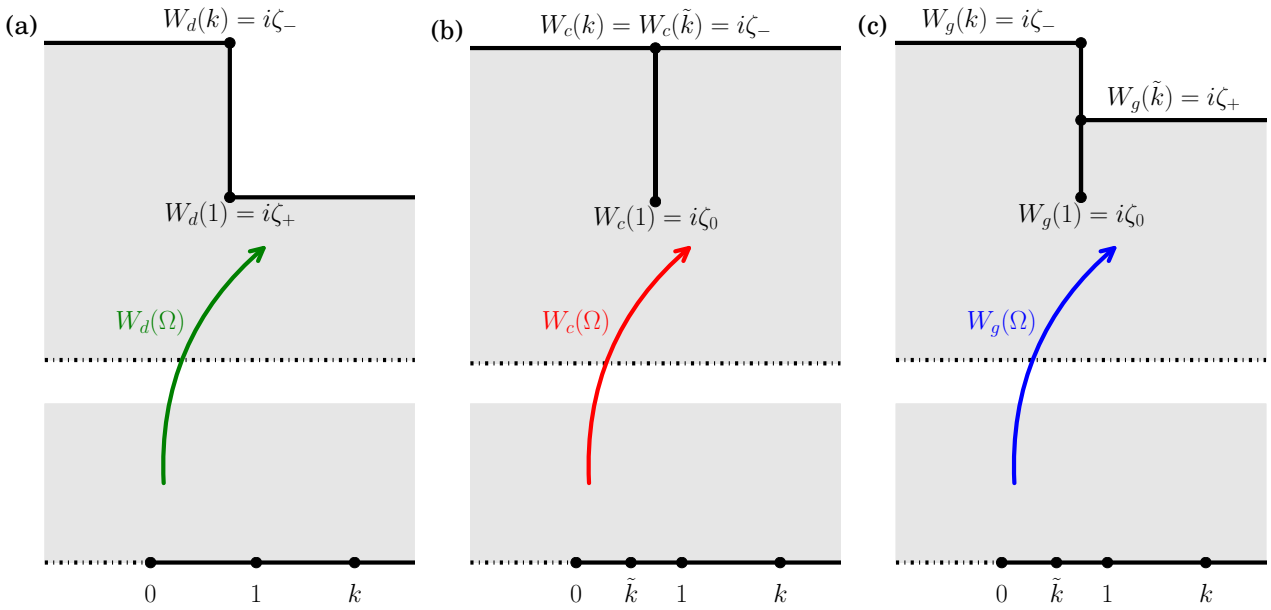 (a)
W_d(k) = iζ_−
W_d(1) = iζ_+
W_d(Ω)
0 1 k
(b)
W_c(k) = W_c(k̃) = iζ_−
W_c(1) = iζ_0
W_c(Ω)
0 k̃ 1 k
(c)
W_g(k) = iζ_−
W_g(k̃) = iζ_+
W_g(1) = iζ_0
W_g(Ω)
0 k̃ 1 k